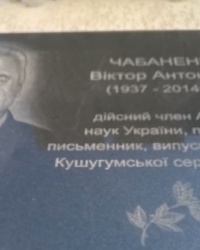 ЧАБАНЕН
Віктор Антон
(1937 - 2014
дійсний член А
наук України, п
письменник, випус
Кушугумської сер